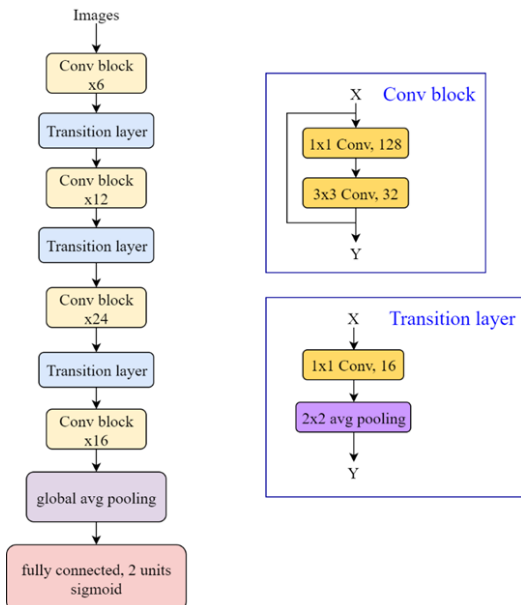 Images
Conv block
x6
Transition layer
Conv block
x12
Transition layer
Conv block
x24
Transition layer
Conv block
x16
global avg pooling
fully connected, 2 units
sigmoid
Conv block
X
1x1 Conv, 128
3x3 Conv, 32
Y
Transition layer
X
1x1 Conv, 16
2x2 avg pooling
Y